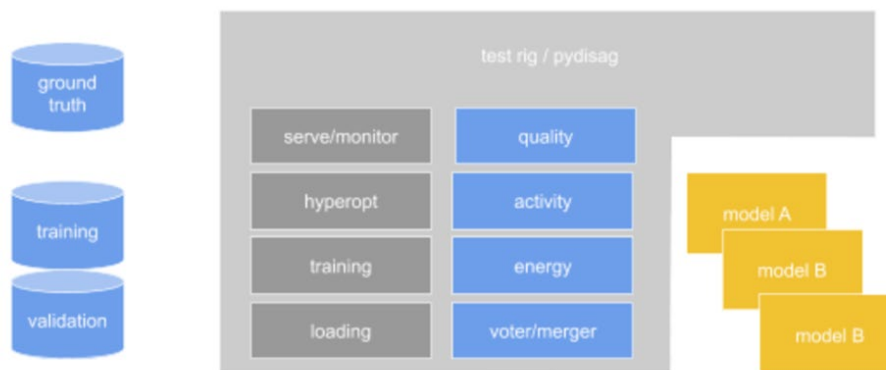 ground
truth
training
validation
test rig / pydisag
serve/monitor
quality
hyperopt
activity
training
energy
loading
voter/merger
model A
model B
model B